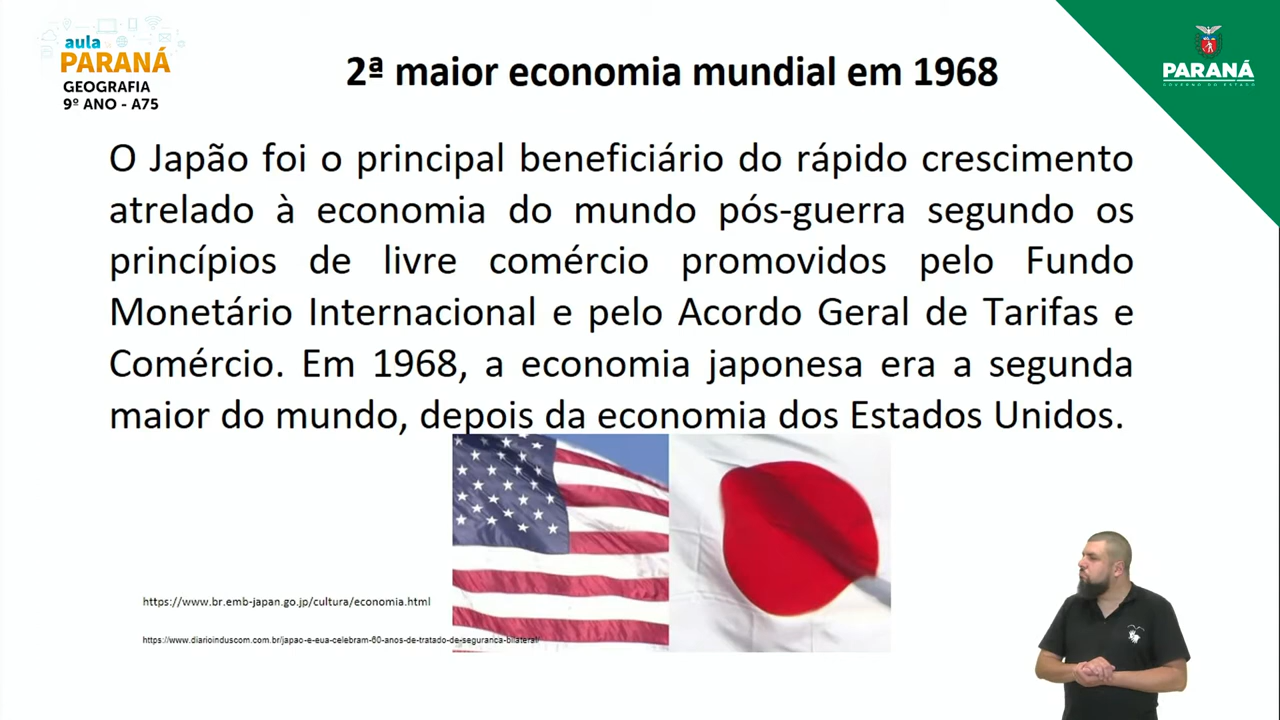 aula
PARANÁ
GEOGRAFIA
9º ANO - A75
2ª maior economia mundial em 1968
PARANÁ
GOVERNO DO ESTADO
O Japão foi o principal beneficiário do rápido crescimento
atrelado à economia do mundo pós-guerra segundo os
princípios de livre comércio promovidos pelo Fundo
Monetário Internacional e pelo Acordo Geral de Tarifas e
Comércio. Em 1968, a economia japonesa era a segunda
maior do mundo, depois da economia dos Estados Unidos.
https://www.br.emb-japan.go.jp/cultura/economia.html
https://www.diarioinduscom.com.br/japao-e-eua-celebram-60-anos-de-tratado-de-seguranca-bilateral/